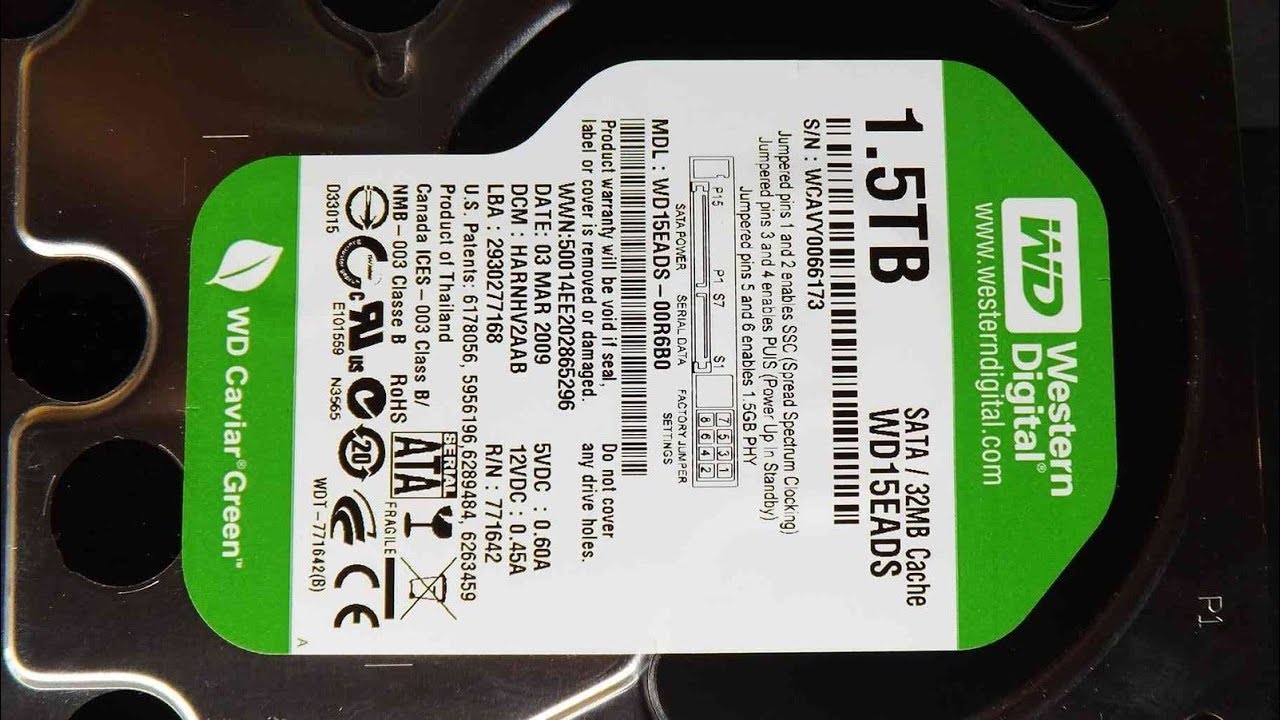 WD Western Digital®
www.westerndigital.com
1.5TB
SATA / 32MB Cache
WD15EADS
S/N : WCAVY0066173
Jumpered pins 1 and 2 enables SSC (Spread Spectrum Clocking)
Jumpered pins 3 and 4 enables PUIS (Power Up In Standby)
Jumpered pins 5 and 6 enables 1.5GB PHY
7 5 3 1
8 6 4 2
P15 P1 S7 S1
SATA POWER SERIAL DATA FACTORY JUMPER SETTINGS
MDL : WD15EADS-00R6B0
Product warranty will be void if seal,
label or cover is removed or damaged.
Do not cover
any drive holes.
WWN:50014EE202865296
DATE: 03 MAR 2009
5VDC : 0.60A
DCM : HARNHV2AAB
12VDC : 0.45A
LBA : 2930277168
R/N : 771642
U.S. Patents: 6178056, 5956196,6289484, 6263459
Product of Thailand
Canada ICES-003 Class B/
NMB-003 Classe B RoHS
SERIAL
ATA
FRAGILE
C US
20
CE
D33015
E101559
N3565
WDT-771642(B)
A
WD Caviar® Green™
P1